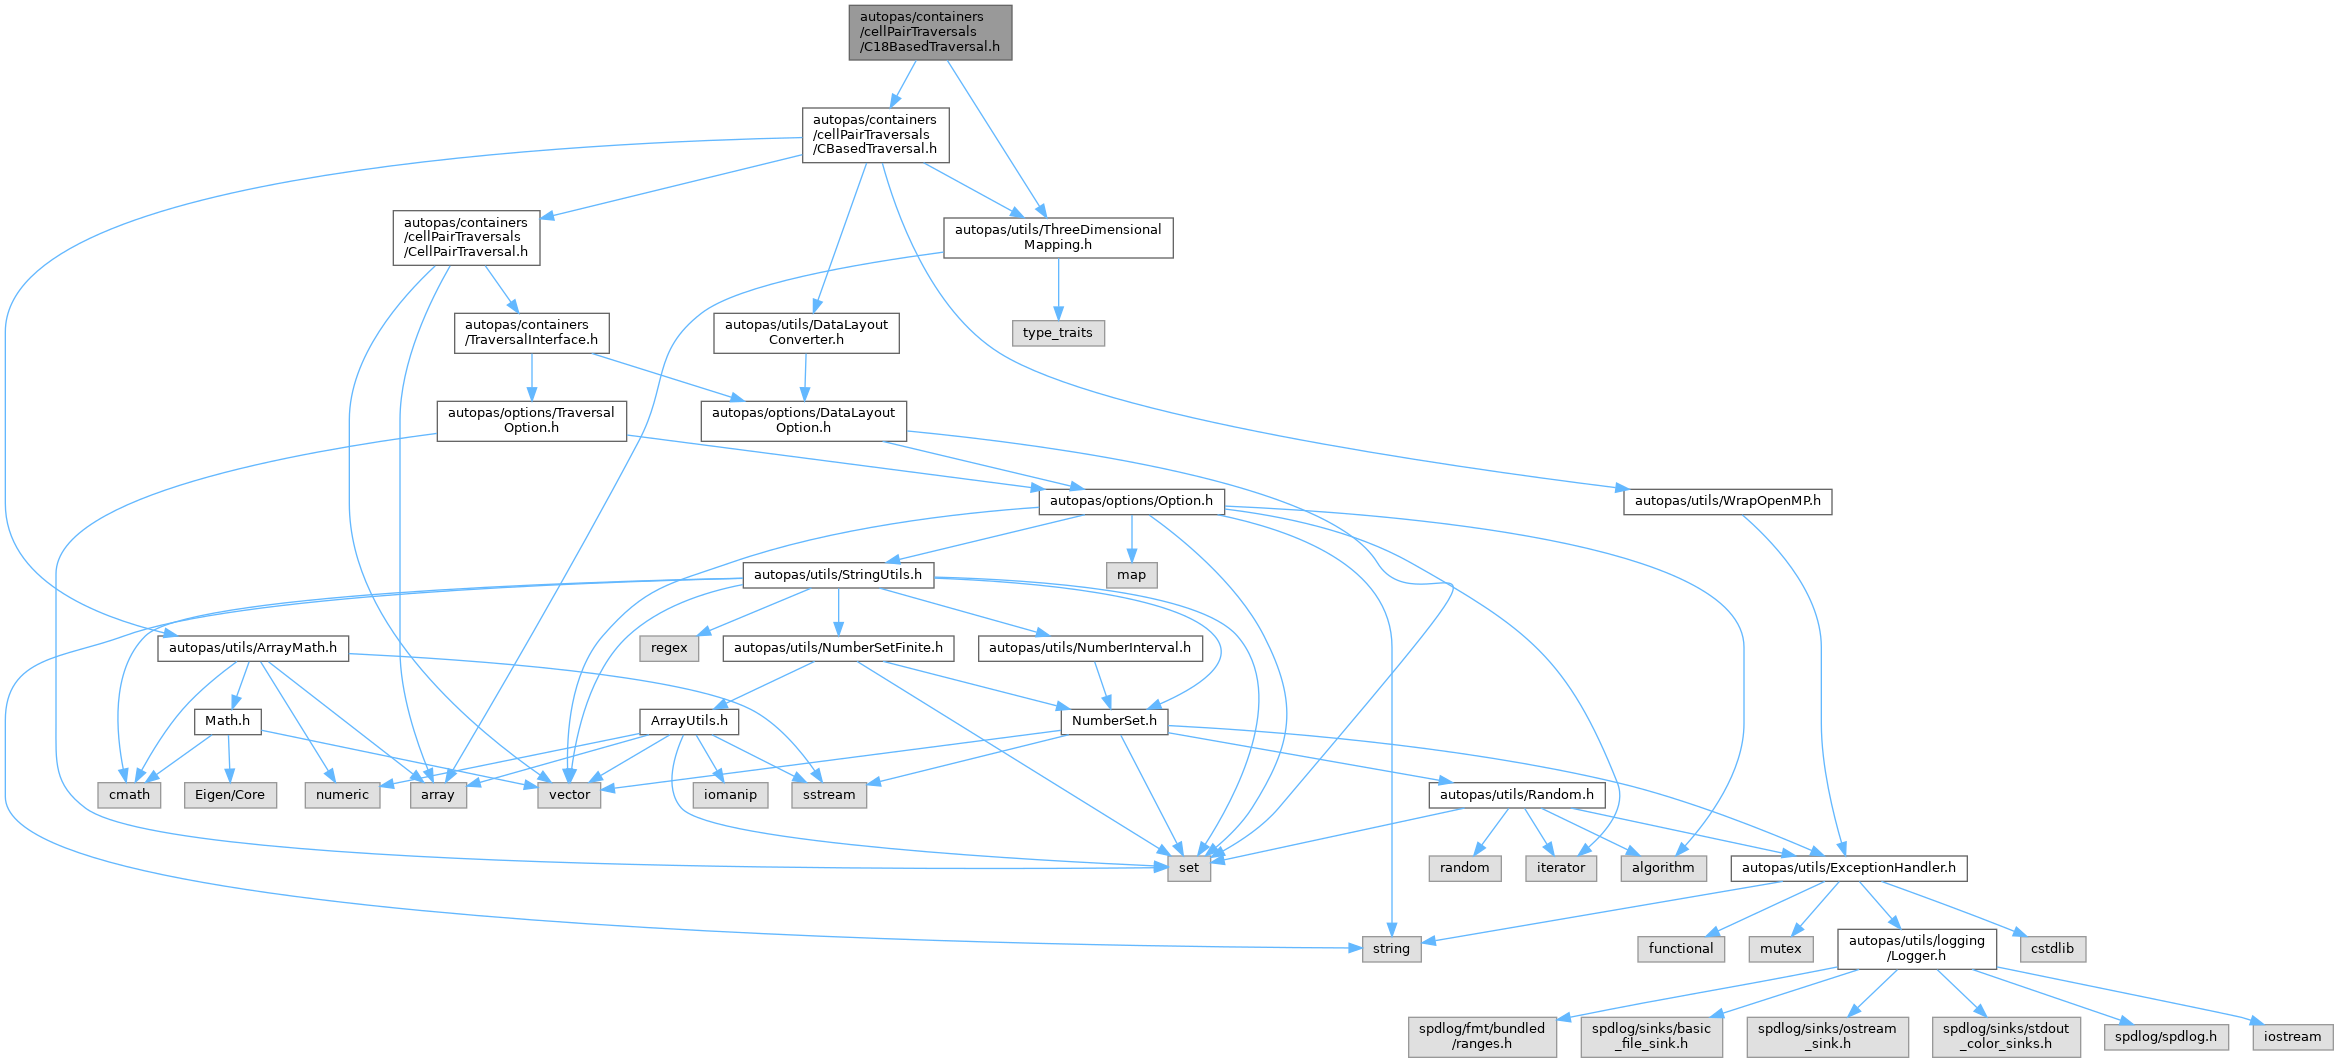 autopas/containers
/cellPairTraversals
/C18BasedTraversal.h
autopas/containers
/cellPairTraversals
/CBasedTraversal.h
autopas/containers
/cellPairTraversals
/CellPairTraversal.h
autopas/utils/ThreeDimensional
Mapping.h
autopas/containers
/TraversalInterface.h
autopas/utils/DataLayout
Converter.h
type_traits
autopas/options/Traversal
Option.h
autopas/options/DataLayout
Option.h
autopas/options/Option.h
autopas/utils/WrapOpenMP.h
autopas/utils/StringUtils.h
map
autopas/utils/ArrayMath.h
regex
autopas/utils/NumberSetFinite.h
autopas/utils/NumberInterval.h
Math.h
ArrayUtils.h
NumberSet.h
cmath
Eigen/Core
numeric
array
vector
iomanip
sstream
autopas/utils/Random.h
set
random
iterator
algorithm
autopas/utils/ExceptionHandler.h
string
functional
mutex
autopas/utils/logging
/Logger.h
cstdlib
spdlog/fmt/bundled
/ranges.h
spdlog/sinks/basic
_file_sink.h
spdlog/sinks/ostream
_sink.h
spdlog/sinks/stdout
_color_sinks.h
spdlog/spdlog.h
iostream